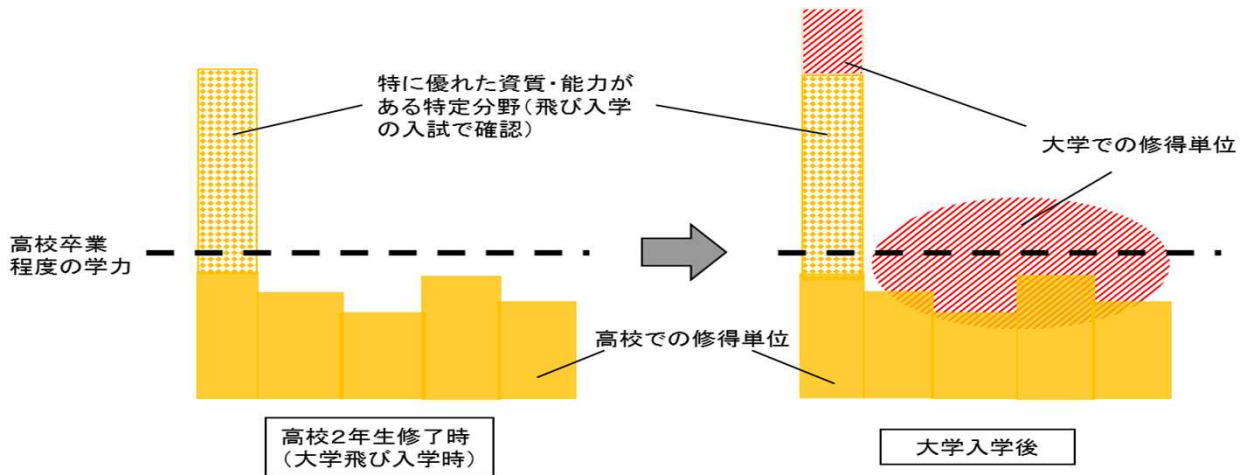 特に優れた資質・能力が
ある特定分野(飛び入学
の入試で確認)
大学での修得単位
高校卒業
程度の学力
高校での修得単位
高校2年生修了時
(大学飛び入学時)
大学入学後